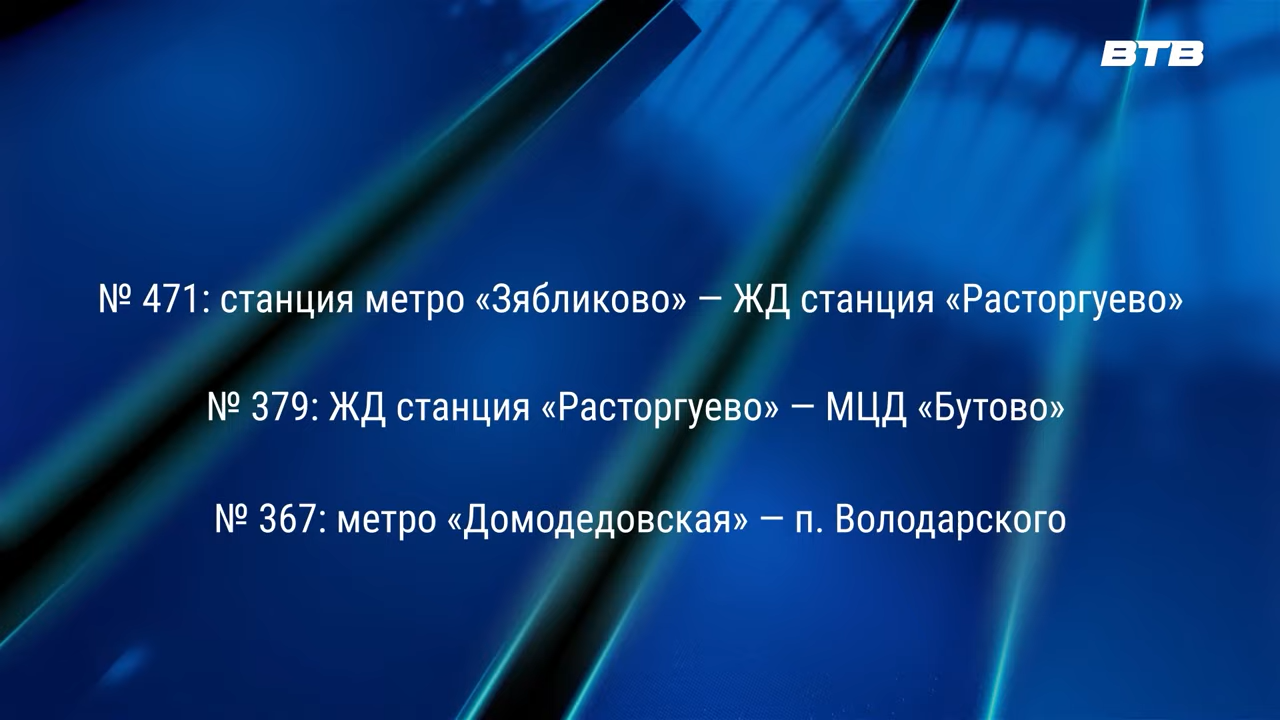 ВТВ
№ 471: станция метро «Зябликово» — ЖД станция «Расторгуево»
№ 379: ЖД станция «Расторгуево» — МЦД «Бутово»
№ 367: метро «Домодедовская» — п. Володарского